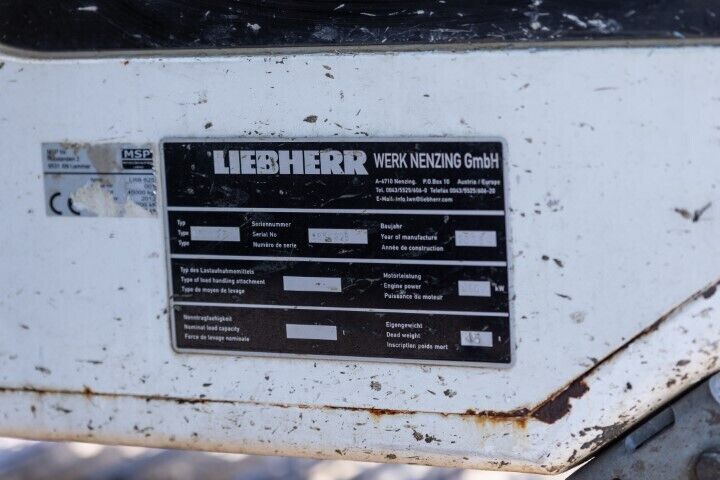 MSP
LIEBHERR WERK NENZING GmbH
A-6710 Nenzing, P.O.Box 10 Austria / Europe
Tel. 0043/5525/606-0 Telefax 0043/5525/606-20
E-Mail: info.lwn@liebherr.com
CE
Typ
Type
Type
Seriennummer
Serial No
Numéro de serie
Baujahr
Year of manufacture
Année de construction
Typ des Lastaufnahmemittels
Type of load handling attachment
Type de moyen de levage
Motorleistung
Engine power
Puissance du moteur
kW
Nenntragfaehigkeit
Nominal load capacity
Force de levage nominale
Eigengewicht
Dead weight
Inscription poids mort